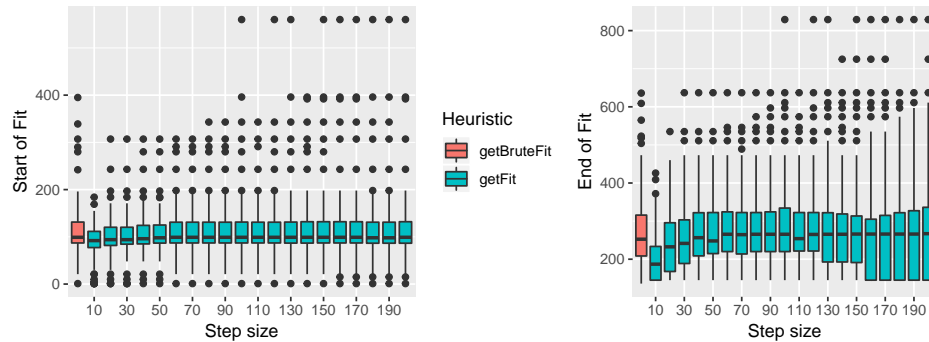 400
200
0
Start of Fit
10 30 50 70 90 110 130 150 170 190
Step size
Heuristic
getBruteFit
getFit
800
600
400
200
End of Fit
10 30 50 70 90 110 130 150 170 190
Step size